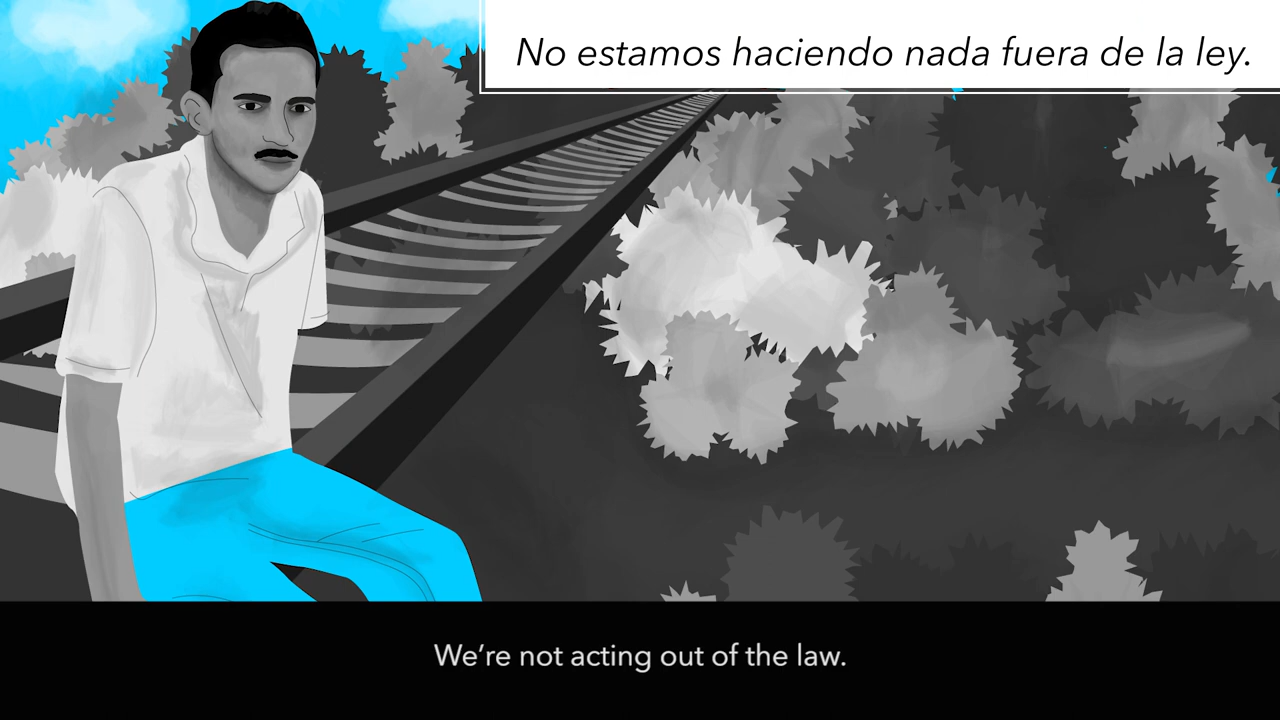 No estamos haciendo nada fuera de la ley.
We’re not acting out of the law.